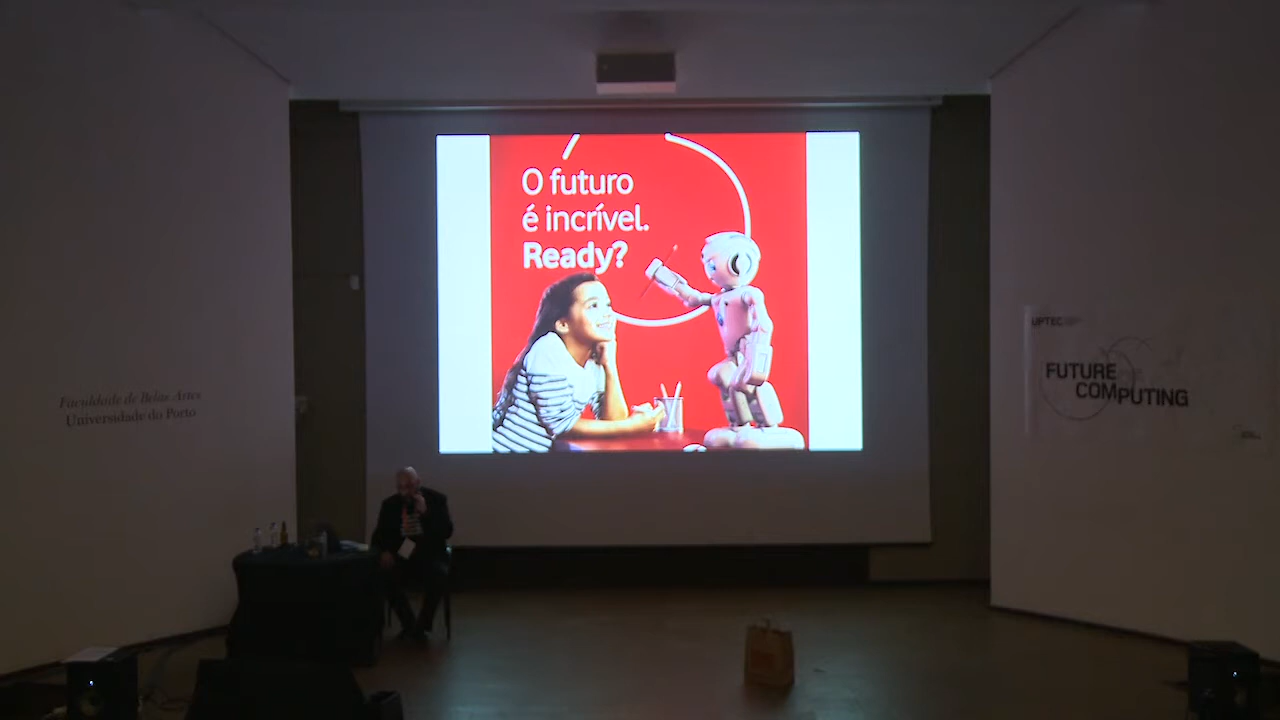 O futuro
é incrível.
Ready?
Faculdade de Belas Artes
Universidade do Porto
UPTEC
FUTURE
COMPUTING